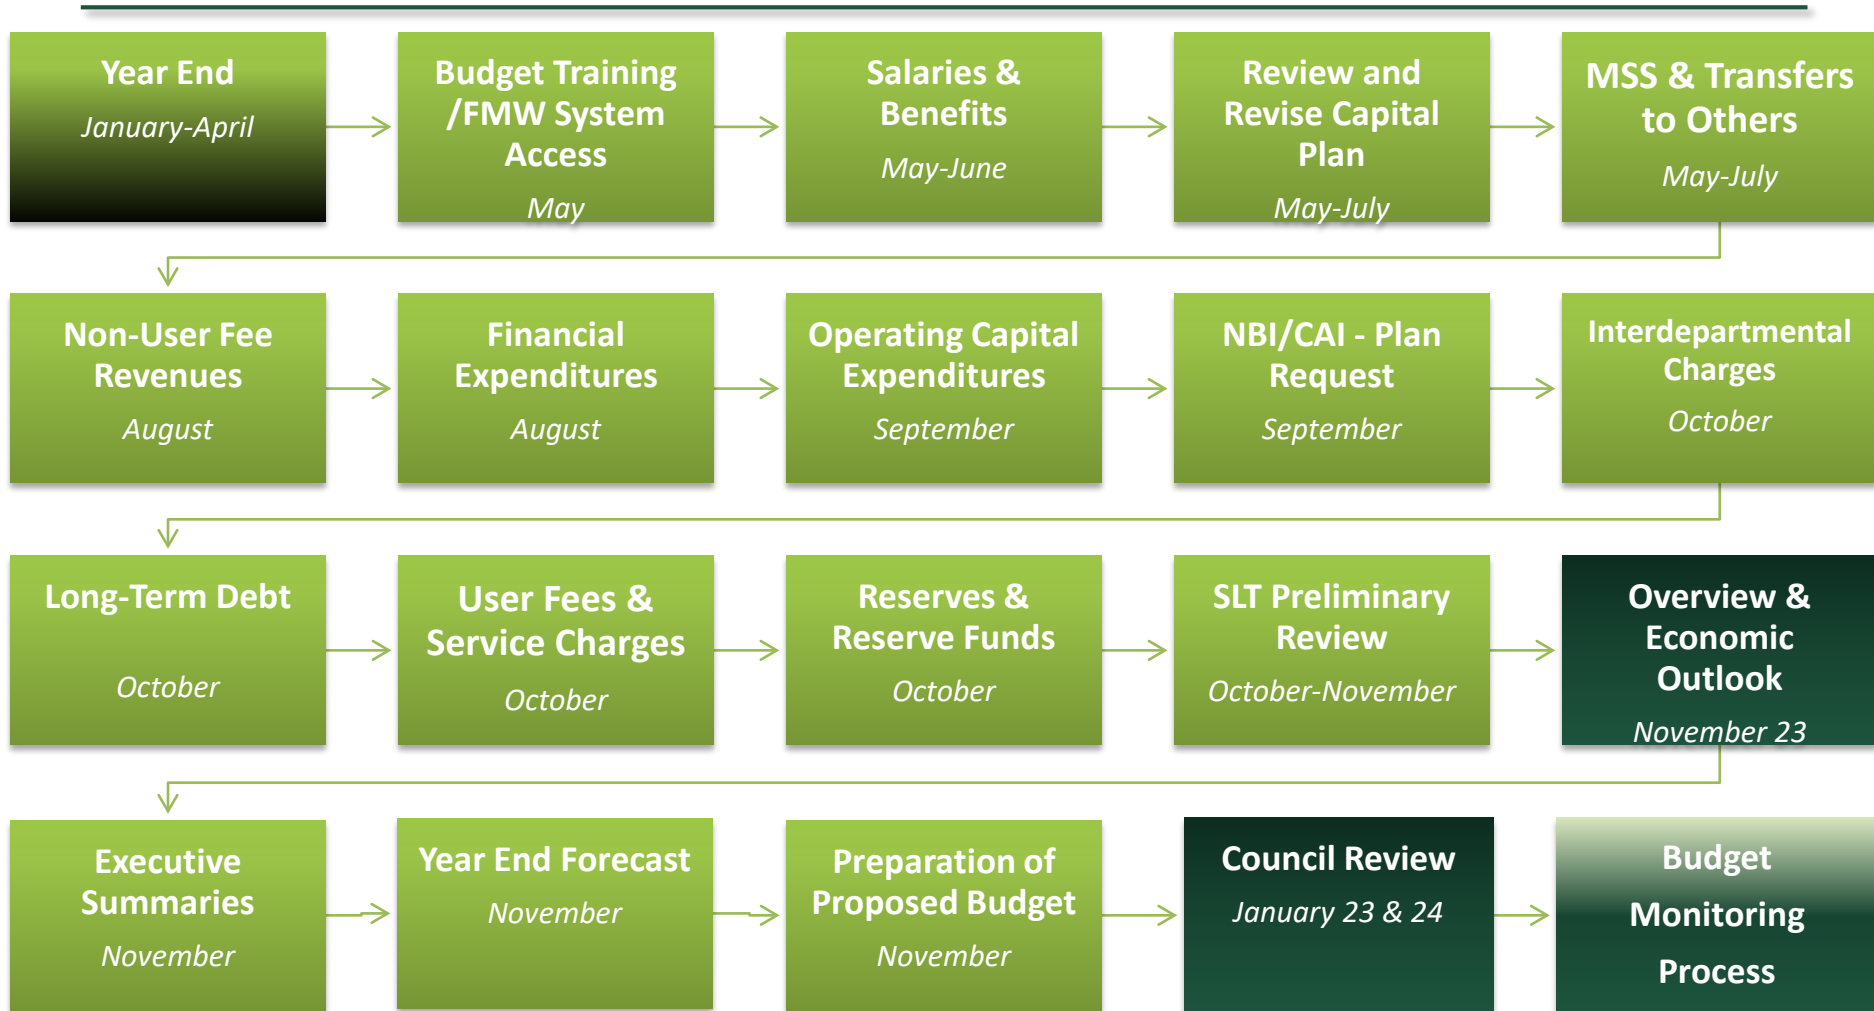 Year End
January-April
Budget Training
/FMW System
Access
May
Salaries &
Benefits
May-June
Review and
Revise Capital
Plan
May-July
MSS & Transfers
to Others
May-July
Non-User Fee
Revenues
August
Financial
Expenditures
August
Operating Capital
Expenditures
September
NBI/CAI - Plan
Request
September
Interdepartmental
Charges
October
Long-Term Debt
October
User Fees &
Service Charges
October
Reserves &
Reserve Funds
October
SLT Preliminary
Review
October-November
Overview &
Economic
Outlook
November 23
Executive
Summaries
November
Year End Forecast
November
Preparation of
Proposed Budget
November
Council Review
January 23 & 24
Budget
Monitoring
Process